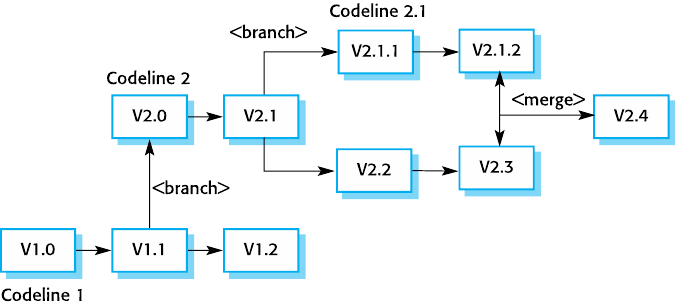 Codeline 2.1
<branch>
V2.1.1
V2.1.2
Codeline 2
<merge>
V2.0
V2.1
V2.4
V2.2
V2.3
<branch>
V1.0
V1.1
V1.2
Codeline 1